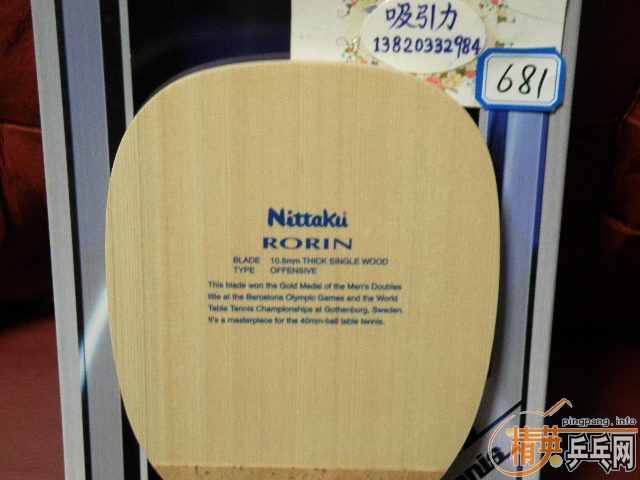 吸引力
13820332984
681
Nittaku
RORIN
BLADE 10.5mm THICK SINGLE WOOD
TYPE OFFENSIVE
This blade won the Gold Medal of the Men's Doubles
title at the Barcelona Olympic Games and the World
Table Tennis Championships at Gothenburg, Sweden.
It's a masterpiece for the 40mm-ball table tennis.
pingpang.info
精英乒乓网